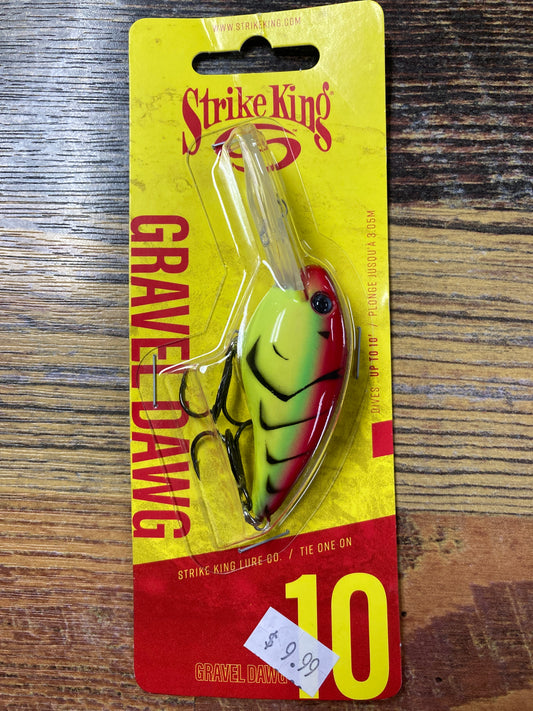 WWW.STRIKEKING.COM
Strike King
GRAVEL DAWG
DIVES: UP TO 10' / PLONGE JUSQU'À 3.05M
STRIKE KING LURE CO. / TIE ONE ON
10
$6.99
GRAVEL DAWG